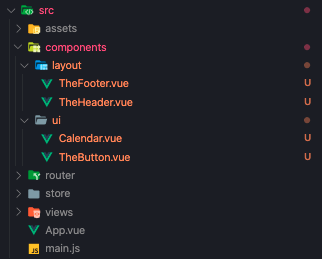 src
assets
components
layout
TheFooter.vue U
TheHeader.vue U
ui
Calendar.vue U
TheButton.vue U
router
store
views
App.vue
JS main.js